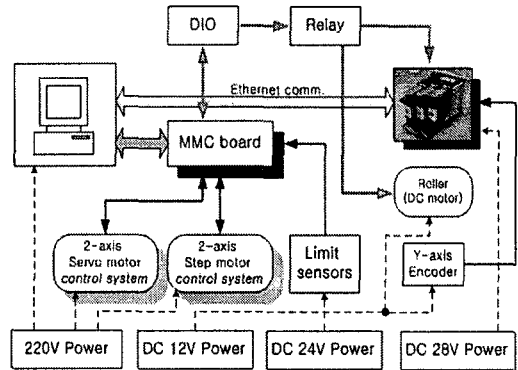 DIO
Relay
Ethernet comm.
MMC board
Roller
(DC motor)
2-axis
Servo motor
control system
2-axis
Step motor
control system
Limit
sensors
Y-axis
Encoder
220V Power
DC 12V Power
DC 24V Power
DC 28V Power